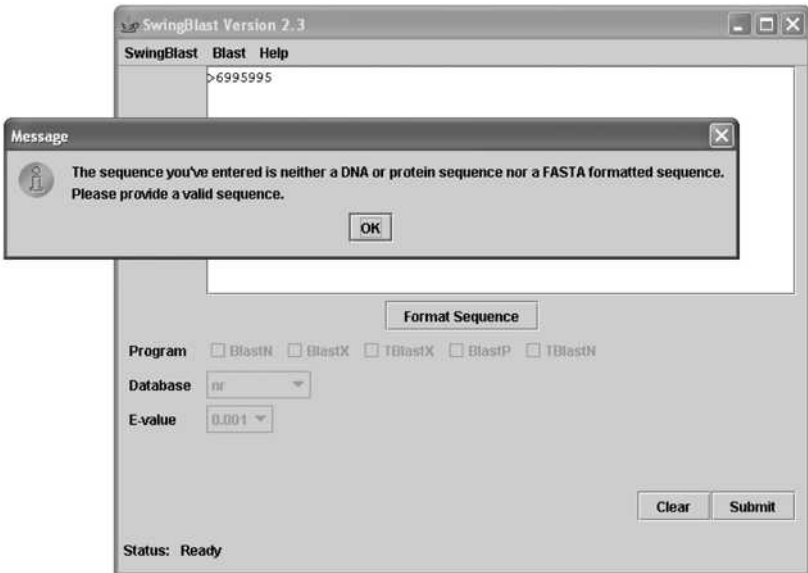 SwingBlast Version 2.3
SwingBlast Blast Help
>6995995
Message
The sequence you've entered is neither a DNA or protein sequence nor a FASTA formatted sequence.
Please provide a valid sequence.
OK
Format Sequence
Program BlastN BlastX TBlastX BlastP TBlastN
Database nr
E-value 0.001
Clear Submit
Status: Ready